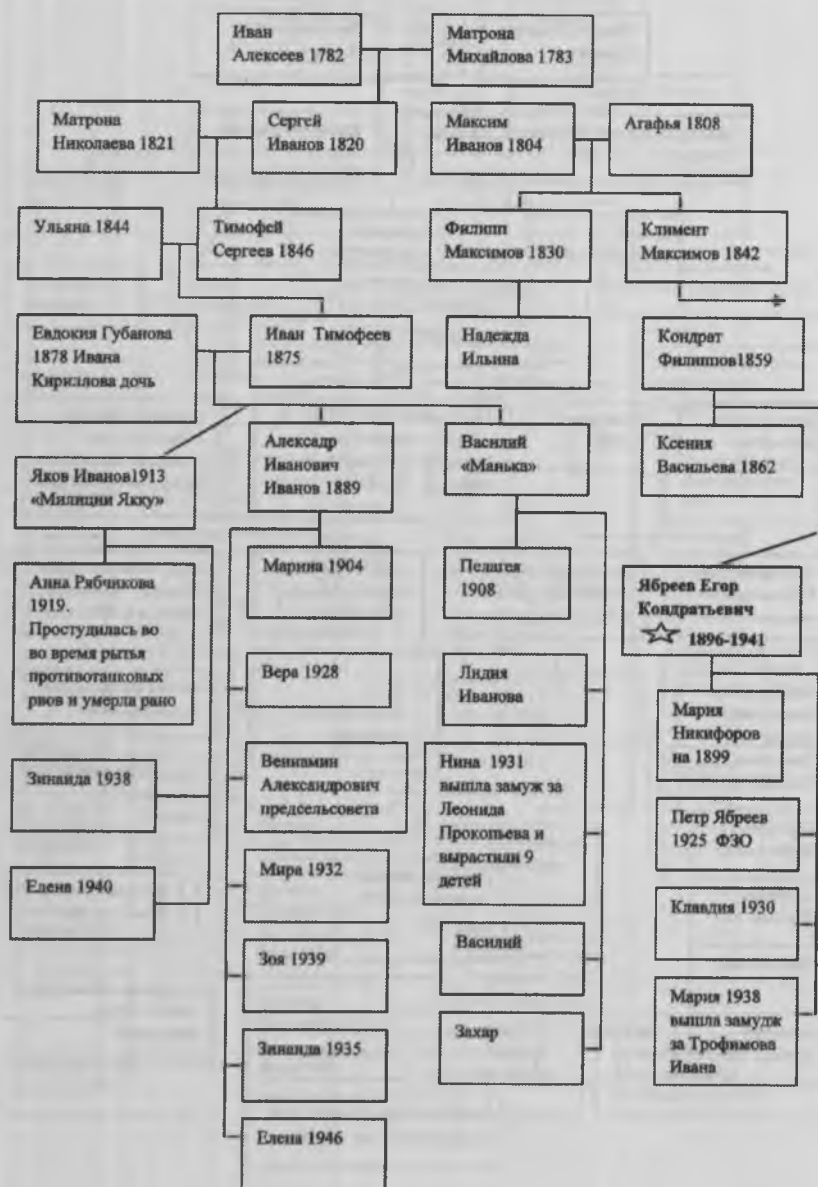 Иван
Алексеев 1782
Матрона
Михайлова 1783
Матрона
Николаева 1821
Сергей
Иванов 1820
Максим
Иванов 1804
Агафья 1808
Ульяна 1844
Тимофей
Сергеев 1846
Филипп
Максимов 1830
Климент
Максимов 1842
Евдокия Губанова
1878 Ивана
Кириллова дочь
Иван Тимофеев
1875
Надежда
Ильина
Кондрат
Филиппов1859
Яков Иванов1913
«Милиции Якку»
Алексадр
Иванович
Иванов 1889
Василий
«Манька»
Ксения
Васильева 1862
Анна Рябчикова
1919.
Простудилась во
во время рытья
противотанковых
рвов и умерла рано
Марина 1904
Пелагея
1908
Ябреев Егор
Кондратьевич
1896-1941
Вера 1928
Лидия
Иванова
Мария
Никифоров
на 1899
Зинаида 1938
Вениамин
Александрович
предсельсовета
Нина 1931
вышла замуж за
Леонида
Прокопьева и
вырастили 9
детей
Петр Ябреев
1925 ФЗО
Елена 1940
Мира 1932
Клавдия 1930
Зоя 1939
Василий
Мария 1938
вышла замудж
за Трофимова
Ивана
Зинаида 1935
Захар
Елена 1946